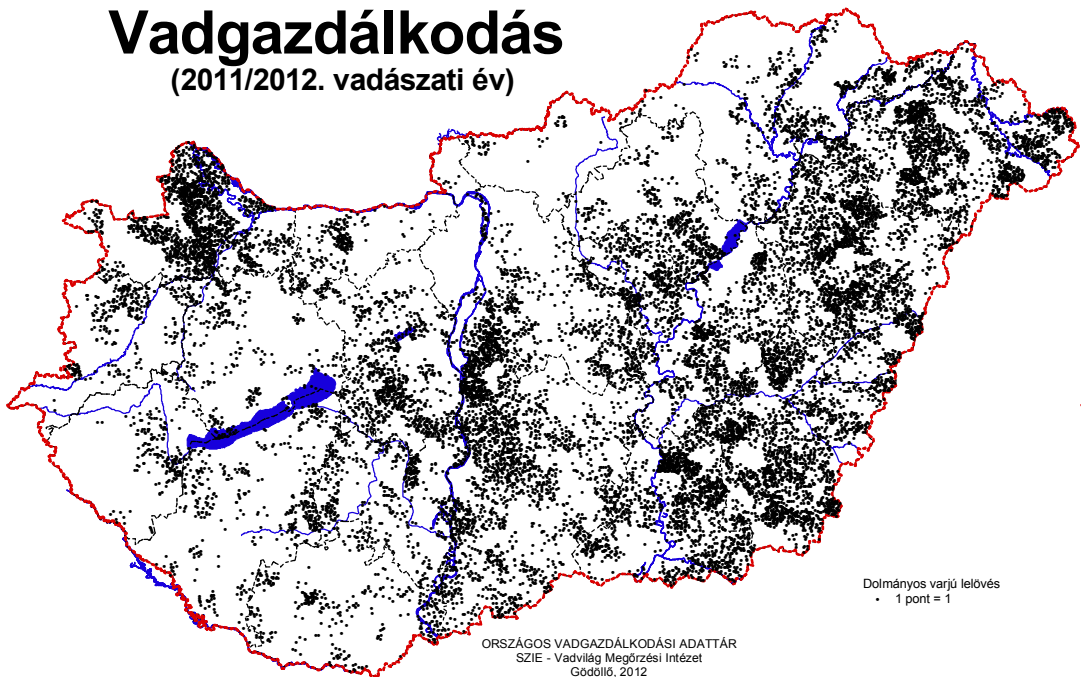 Vadgazdálkodás
(2011/2012. vadászati év)
Dolmányos varjú lelövés
1 pont = 1
ORSZÁGOS VADGAZDÁLKODÁSI ADATTÁR
SZIE - Vadvilág Megőrzési Intézet
Gödöllő, 2012